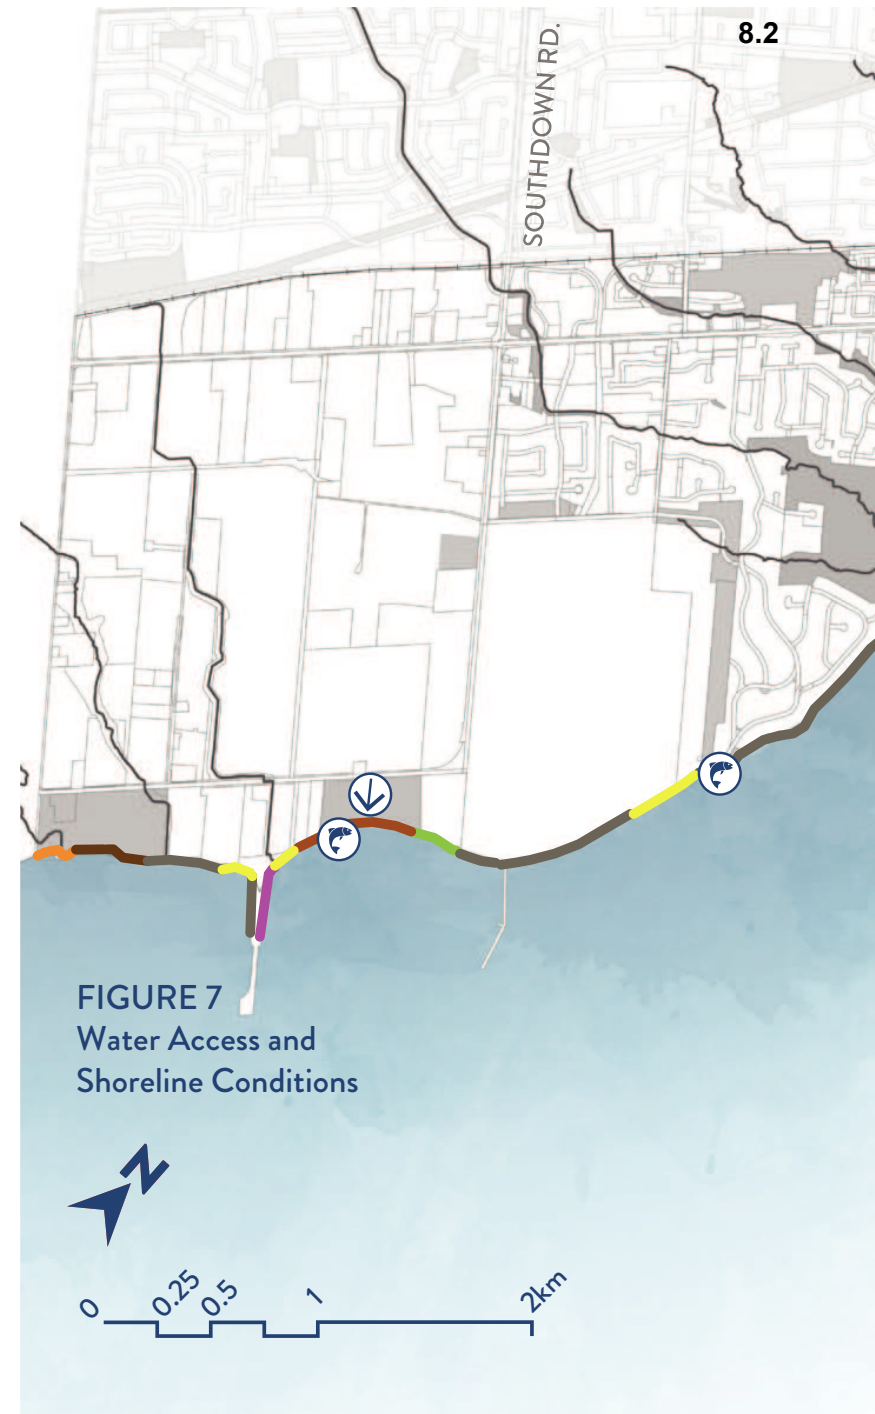 8.2
SOUTHDOWN RD.
FIGURE 7
Water Access and
Shoreline Conditions
N
0 0.25 0.5 1 2km